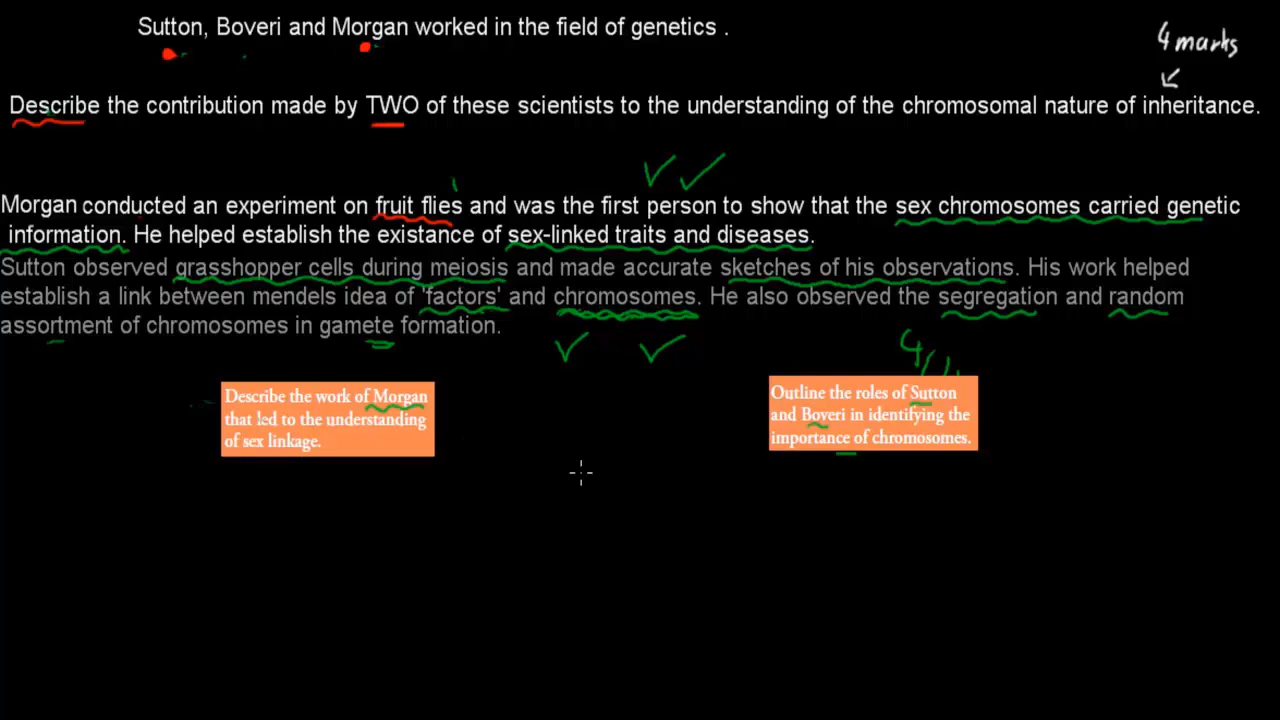 Sutton, Boveri and Morgan worked in the field of genetics .
4 marks
Describe the contribution made by TWO of these scientists to the understanding of the chromosomal nature of inheritance.
Morgan conducted an experiment on fruit flies and was the first person to show that the sex chromosomes carried genetic
information. He helped establish the existance of sex-linked traits and diseases.
Sutton observed grasshopper cells during meiosis and made accurate sketches of his observations. His work helped
establish a link between mendels idea of 'factors' and chromosomes. He also observed the segregation and random
assortment of chromosomes in gamete formation.
Describe the work of Morgan
that led to the understanding
of sex linkage.
Outline the roles of Sutton
and Boveri in identifying the
importance of chromosomes.